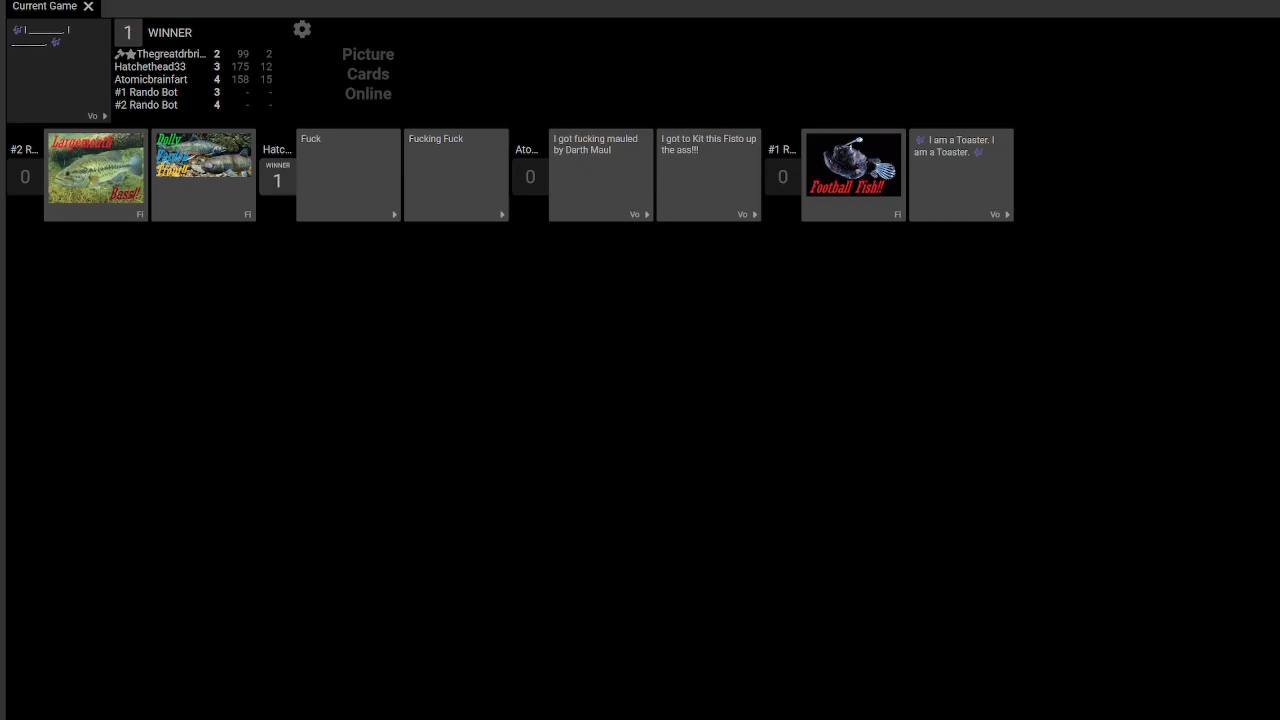 Current Game
I _______. I
_______.
Vo
1 WINNER
Thegreatdrbri... 2 99 2
Hatchethead33 3 175 12
Atomicbrainfart 4 158 15
#1 Rando Bot 3 - -
#2 Rando Bot 4 - -
Picture
Cards
Online
#2 R...
0
Largemouth
Bass!!
Fi
Dolly
Varden
Trout!!
Fi
Hatc...
WINNER
1
Fuck
Fucking Fuck
Ato...
0
I got fucking mauled
by Darth Maul
Vo
I got to Kit this Fisto up
the ass!!!
Vo
#1 R...
0
Football Fish!!
Fi
I am a Toaster. I
am a Toaster.
Vo